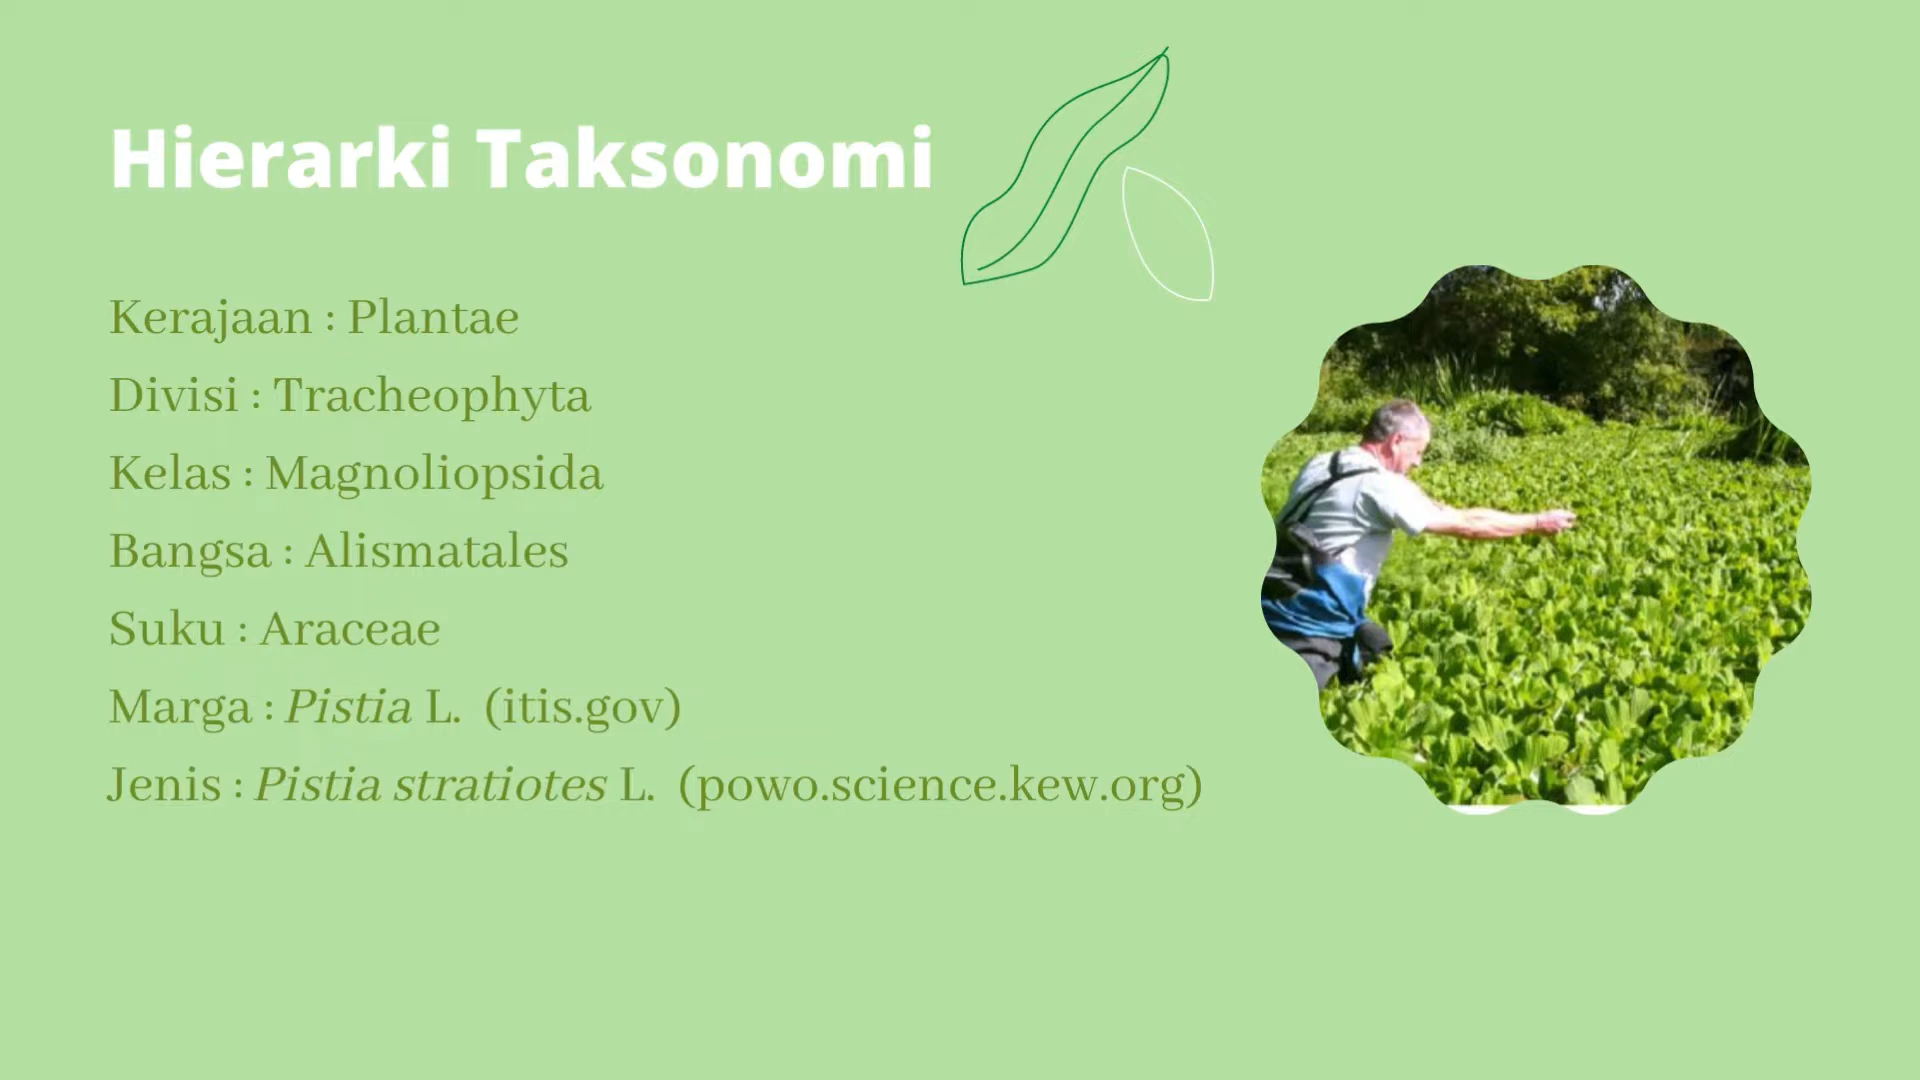 Hierarki Taksonomi
Kerajaan : Plantae
Divisi : Tracheophyta
Kelas : Magnoliopsida
Bangsa : Alismatales
Suku : Araceae
Marga : Pistia L. (itis.gov)
Jenis : Pistia stratiotes L. (powo.science.kew.org)